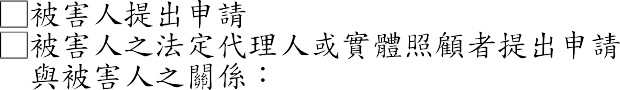 □被害人提出申請
□被害人之法定代理人或實體照顧者提出申請
與被害人之關係：